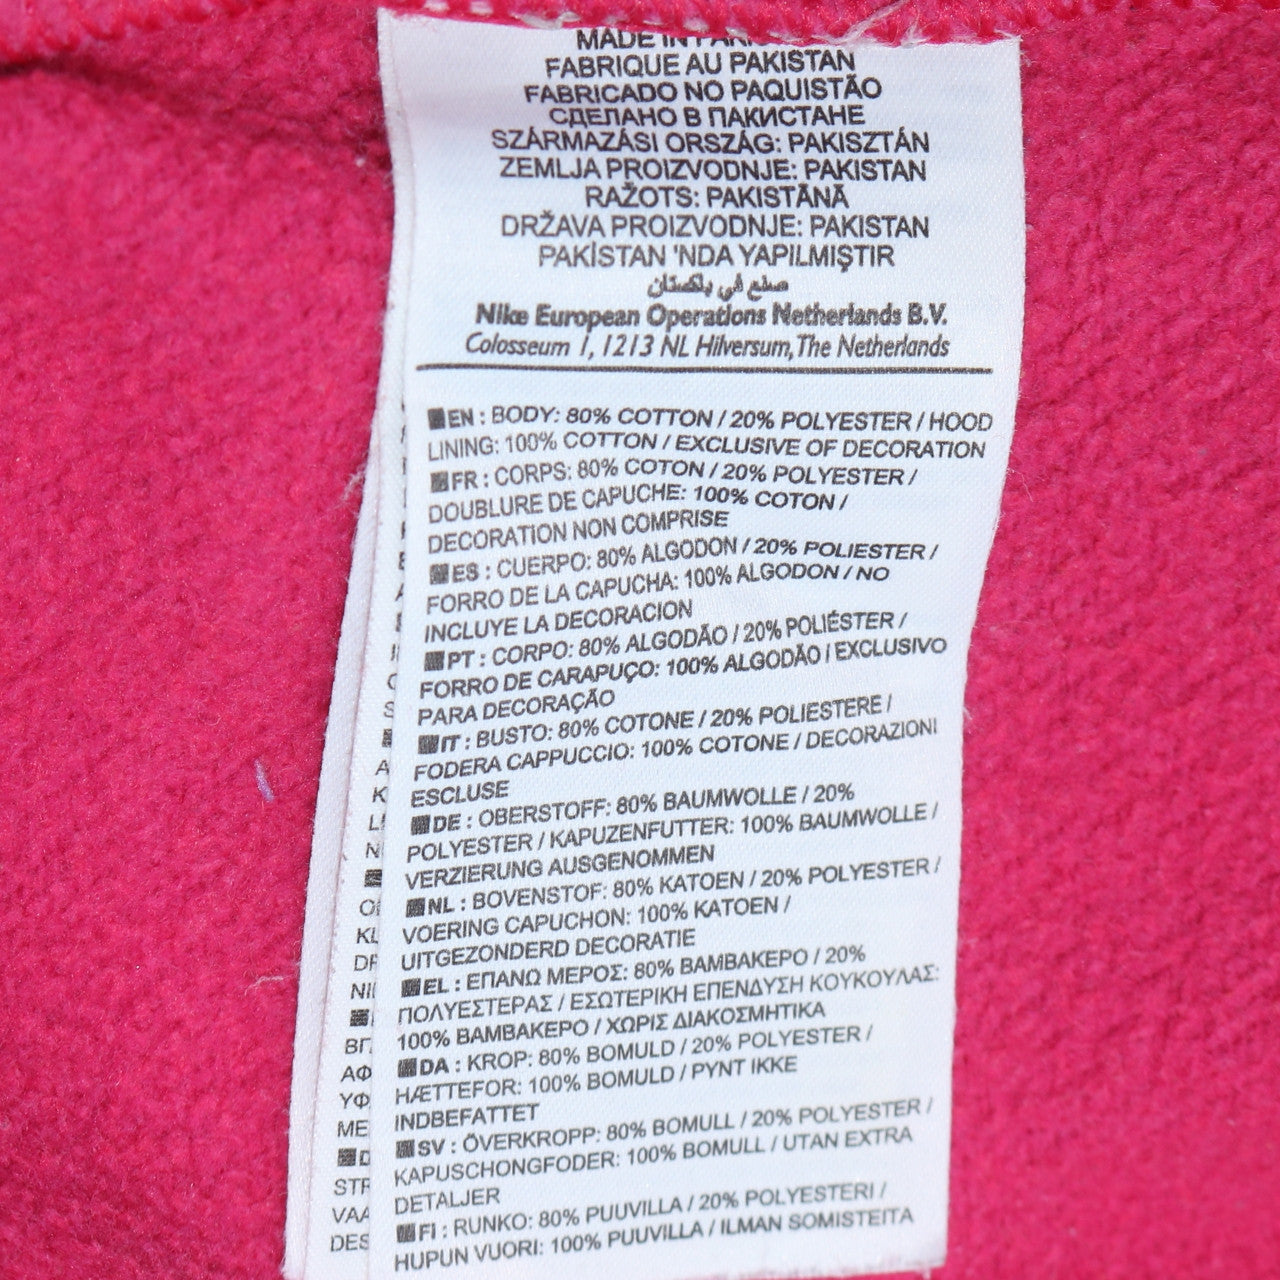 MADE IN PAKISTAN
FABRIQUE AU PAKISTAN
FABRICADO NO PAQUISTÃO
СДЕЛАНО В ПАКИСТАНЕ
SZÁRMAZÁSI ORSZÁG: PAKISZTÁN
ZEMLJA PROIZVODNJE: PAKISTAN
RAŽOTS: PAKISTĀNĀ
DRŽAVA PROIZVODNJE: PAKISTAN
PAKİSTAN 'NDA YAPILMIŞTIR
صنع في باكستان
Nike European Operations Netherlands B.V.
Colosseum 1, 1213 NL Hilversum, The Netherlands
EN : BODY: 80% COTTON / 20% POLYESTER / HOOD
LINING: 100% COTTON / EXCLUSIVE OF DECORATION
FR : CORPS: 80% COTON / 20% POLYESTER /
DOUBLURE DE CAPUCHE: 100% COTON /
DECORATION NON COMPRISE
ES : CUERPO: 80% ALGODON / 20% POLIESTER /
FORRO DE LA CAPUCHA: 100% ALGODON / NO
INCLUYE LA DECORACION
PT : CORPO: 80% ALGODÃO / 20% POLIÉSTER /
FORRO DE CARAPUÇO: 100% ALGODÃO / EXCLUSIVO
PARA DECORAÇÃO
IT : BUSTO: 80% COTONE / 20% POLIESTERE /
FODERA CAPPUCCIO: 100% COTONE / DECORAZIONI
ESCLUSE
DE : OBERSTOFF: 80% BAUMWOLLE / 20%
POLYESTER / KAPUZENFUTTER: 100% BAUMWOLLE /
VERZIERUNG AUSGENOMMEN
NL : BOVENSTOF: 80% KATOEN / 20% POLYESTER /
VOERING CAPUCHON: 100% KATOEN /
UITGEZONDERD DECORATIE
EL : ΕΠΑΝΩ ΜΕΡΟΣ: 80% ΒΑΜΒΑΚΕΡΟ / 20%
ΠΟΛΥΕΣΤΕΡΑΣ / ΕΣΩΤΕΡΙΚΗ ΕΠΕΝΔΥΣΗ ΚΟΥΚΟΥΛΑΣ:
100% ΒΑΜΒΑΚΕΡΟ / ΧΩΡΙΣ ΔΙΑΚΟΣΜΗΤΙΚΑ
DA : KROP: 80% BOMULD / 20% POLYESTER /
HÆTTEFOR: 100% BOMULD / PYNT IKKE
INDBEFATTET
SV : ÖVERKROPP: 80% BOMULL / 20% POLYESTER /
KAPUSCHONGFODER: 100% BOMULL / UTAN EXTRA
DETALJER
FI : RUNKO: 80% PUUVILLA / 20% POLYESTERI /
HUPUN VUORI: 100% PUUVILLA / ILMAN SOMISTEITA